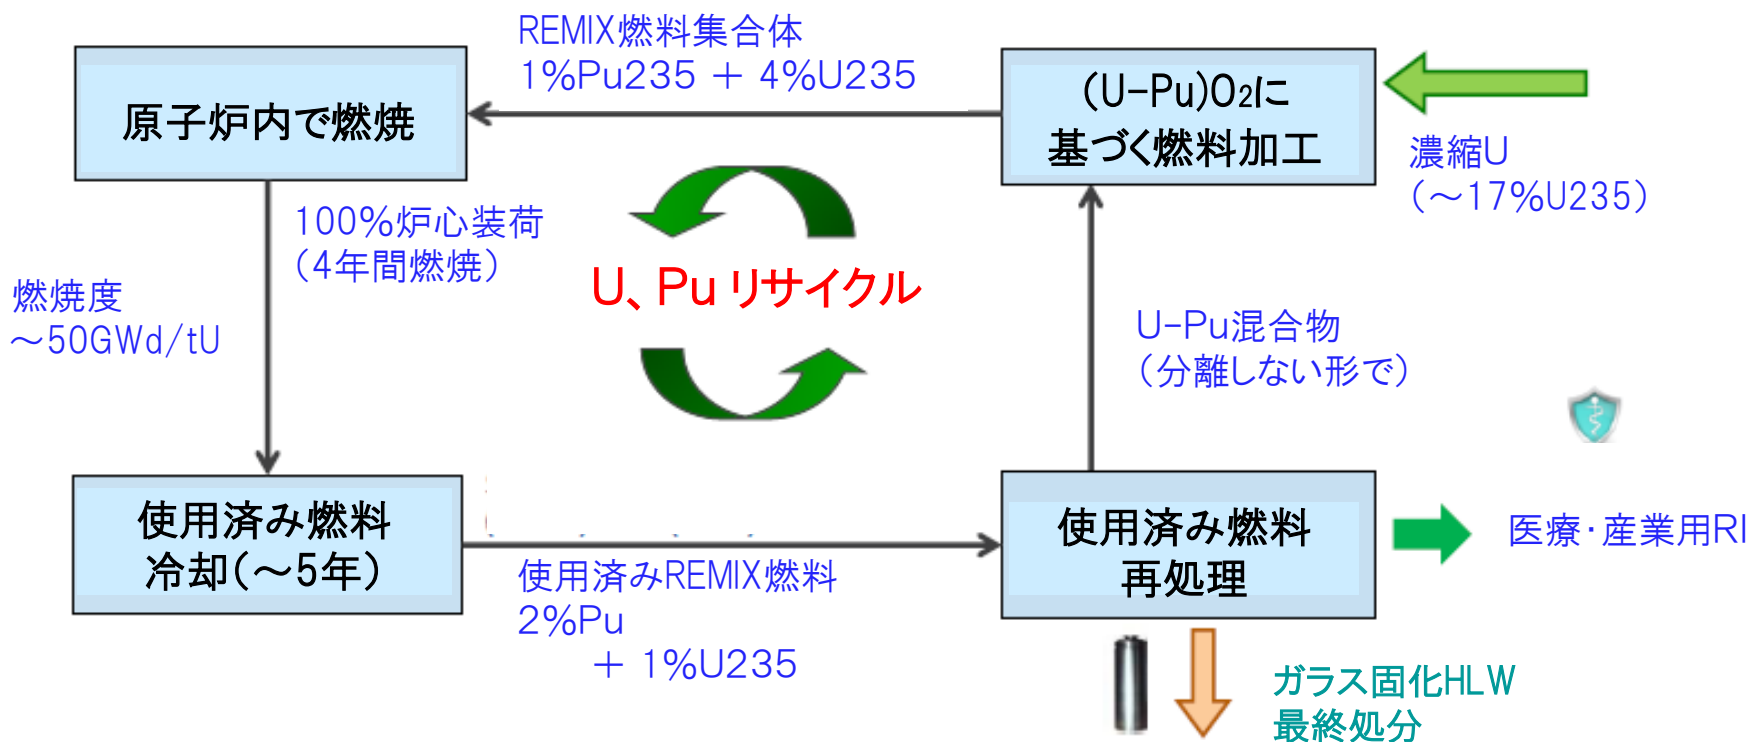 REMIX燃料集合体
1%Pu235 + 4%U235
原子炉内で燃焼
(U-Pu)O2に
基づく燃料加工
濃縮U
(~17%U235)
100%炉心装荷
(4年間燃焼)
燃焼度
~50GWd/tU
U、Pu リサイクル
U-Pu混合物
(分離しない形で)
使用済み燃料
冷却(~5年)
使用済みREMIX燃料
2%Pu
+ 1%U235
使用済み燃料
再処理
医療・産業用RI
ガラス固化HLW
最終処分